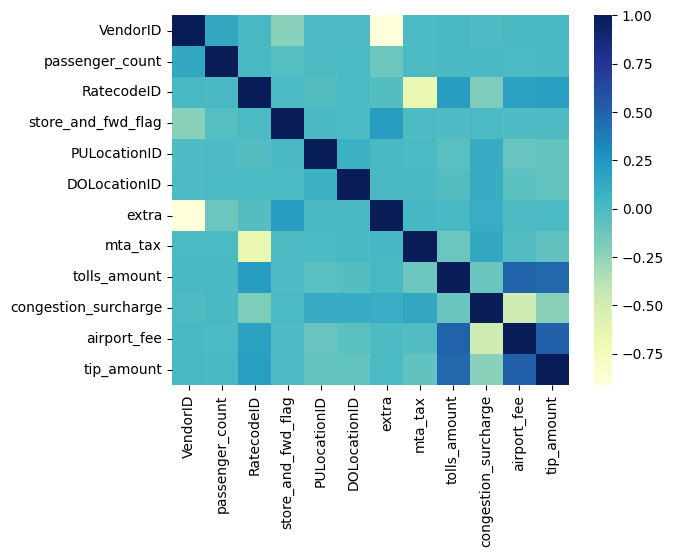 VendorID
passenger_count
RatecodeID
store_and_fwd_flag
PULocationID
DOLocationID
extra
mta_tax
tolls_amount
congestion_surcharge
airport_fee
tip_amount
VendorID
passenger_count
RatecodeID
store_and_fwd_flag
PULocationID
DOLocationID
extra
mta_tax
tolls_amount
congestion_surcharge
airport_fee
tip_amount
1.00
0.75
0.50
0.25
0.00
−0.25
−0.50
−0.75